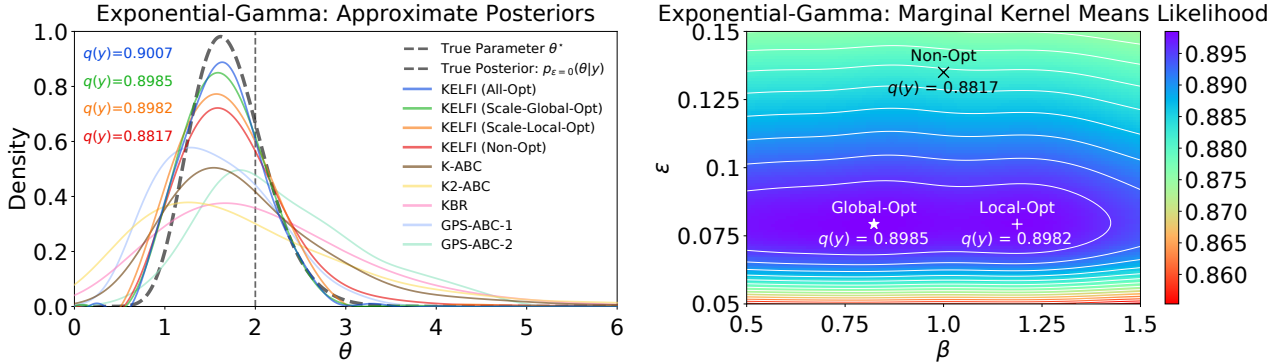 Exponential-Gamma: Approximate Posteriors
1.0
0.8
0.6
0.4
0.2
0.0
Density
q(y)=0.9007
q(y)=0.8985
q(y)=0.8982
q(y)=0.8817
True Parameter θ*
True Posterior: pε=0(θ|y)
KELFI (All-Opt)
KELFI (Scale-Global-Opt)
KELFI (Scale-Local-Opt)
KELFI (Non-Opt)
K-ABC
K2-ABC
KBR
GPS-ABC-1
GPS-ABC-2
0 1 2 3 4 5 6
θ
Exponential-Gamma: Marginal Kernel Means Likelihood
0.15
0.125
0.1
0.075
0.05
ε
Non-Opt
q(y) = 0.8817
Global-Opt
q(y) = 0.8985
Local-Opt
q(y) = 0.8982
0.5 0.75 1.0 1.25 1.5
β
0.895
0.890
0.885
0.880
0.875
0.870
0.865
0.860